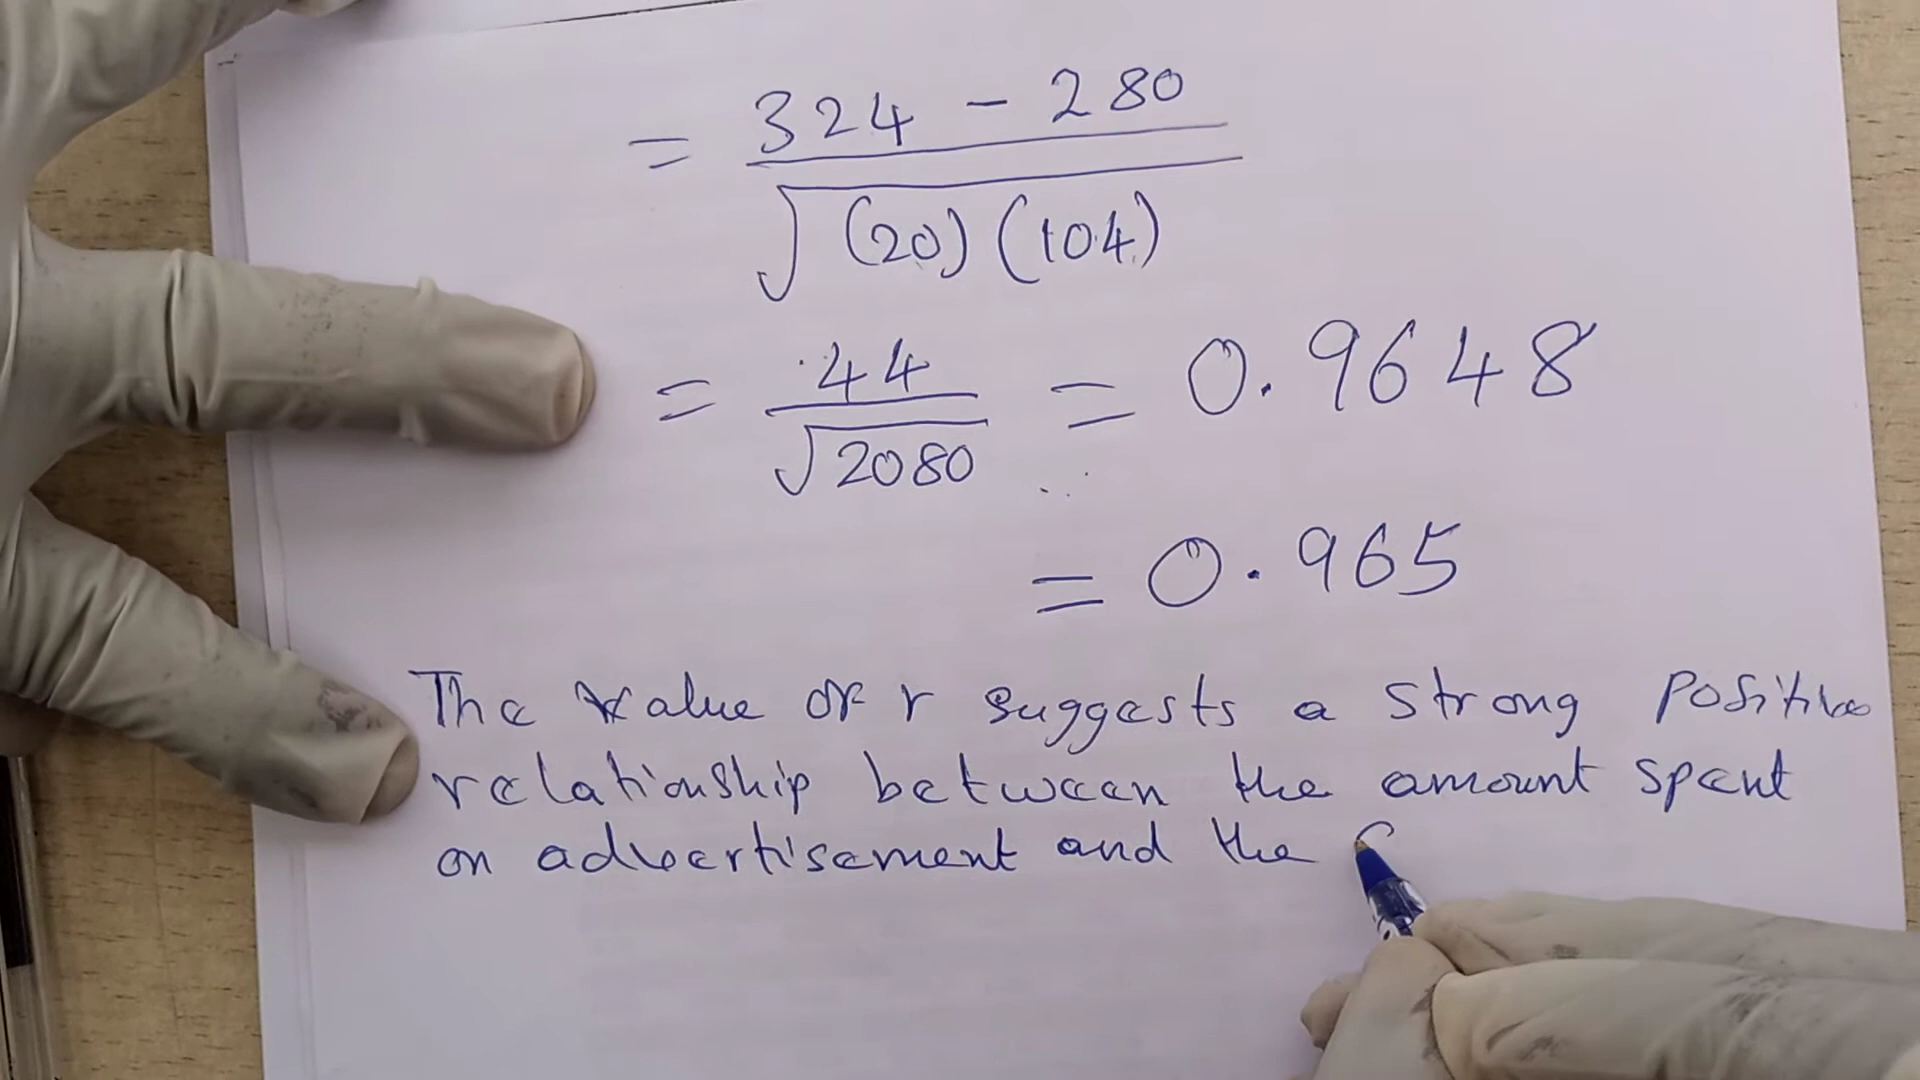 = 324 - 280
√(20)(104)
= 44 = 0.9648
√2080
= 0.965
The value of r suggests a strong positive
relationship between the amount spent
on advertisement and the